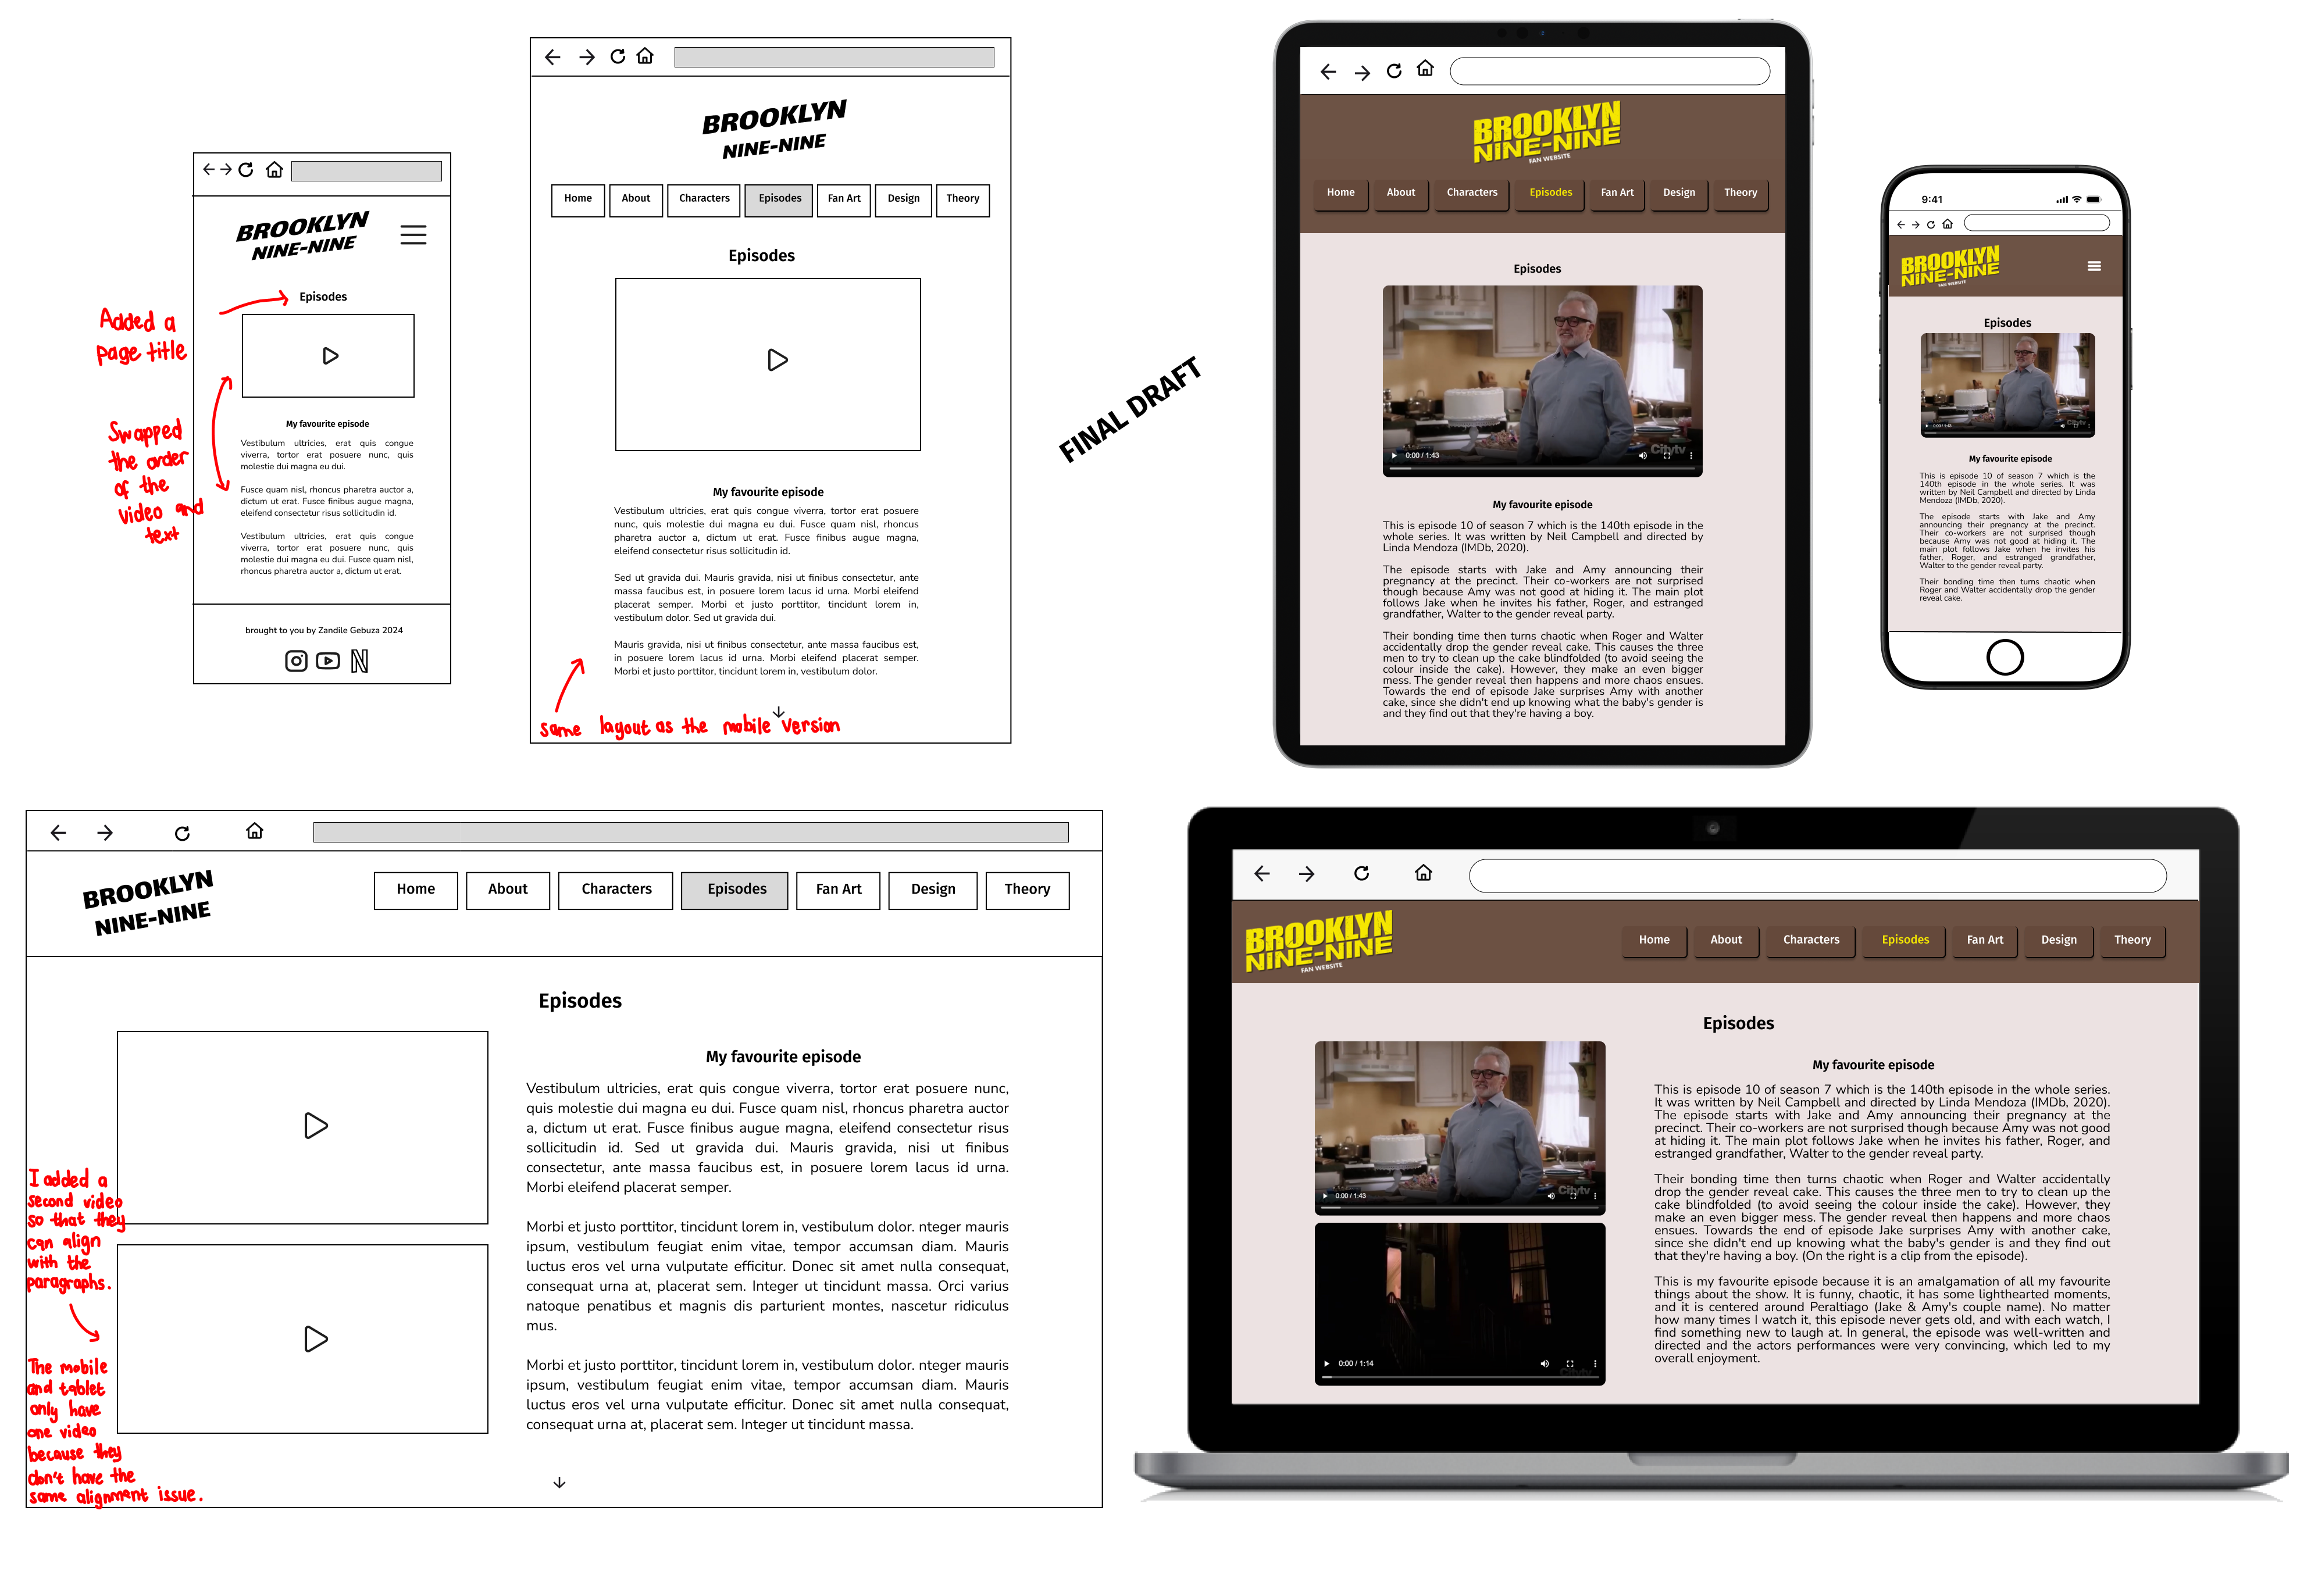 BROOKLYN
NINE-NINE
Episodes
My favourite episode
Vestibulum ultricies, erat quis congue
viverra, tortor erat posuere nunc, quis
molestie dui magna eu dui.
Fusce quam nisl, rhoncus pharetra auctor a,
dictum ut erat. Fusce finibus augue magna,
eleifend consectetur risus sollicitudin id.
Vestibulum ultricies, erat quis congue
viverra, tortor erat posuere nunc, quis
molestie dui magna eu dui. Fusce quam nisl,
rhoncus pharetra auctor a, dictum ut erat.
brought to you by Zandile Gebuza 2024
Added a
page title
Swapped
the order
of the
video and
text
BROOKLYN
NINE-NINE
Home About Characters Episodes Fan Art Design Theory
Episodes
My favourite episode
Vestibulum ultricies, erat quis congue viverra, tortor erat posuere
nunc, quis molestie dui magna eu dui. Fusce quam nisl, rhoncus
pharetra auctor a, dictum ut erat. Fusce finibus augue magna,
eleifend consectetur risus sollicitudin id.
Sed ut gravida dui. Mauris gravida, nisi ut finibus consectetur, ante
massa faucibus est, in posuere lorem lacus id urna. Morbi eleifend
placerat semper. Morbi et justo porttitor, tincidunt lorem in,
vestibulum dolor. Sed ut gravida dui.
Mauris gravida, nisi ut finibus consectetur, ante massa faucibus est,
in posuere lorem lacus id urna. Morbi eleifend placerat semper.
Morbi et justo porttitor, tincidunt lorem in, vestibulum dolor.
same layout as the mobile version
FINAL DRAFT
BROOKLYN
NINE-NINE
FAN WEBSITE
Home About Characters Episodes Fan Art Design Theory
Episodes
Citytv
0:00 / 1:43
My favourite episode
This is episode 10 of season 7 which is the 140th episode in the
whole series. It was written by Neil Campbell and directed by
Linda Mendoza (IMDb, 2020).
The episode starts with Jake and Amy announcing their
pregnancy at the precinct. Their co-workers are not surprised
though because Amy was not good at hiding it. The main plot
follows Jake when he invites his father, Roger, and estranged
grandfather, Walter to the gender reveal party.
Their bonding time then turns chaotic when Roger and Walter
accidentally drop the gender reveal cake. This causes the three
men to try to clean up the cake blindfolded (to avoid seeing the
colour inside the cake). However, they make an even bigger
mess. The gender reveal then happens and more chaos ensues.
Towards the end of episode Jake surprises Amy with another
cake, since she didn't end up knowing what the baby's gender is
and they find out that they're having a boy.
9:41
BROOKLYN
NINE-NINE
FAN WEBSITE
Episodes
Citytv
0:00 / 1:43
My favourite episode
This is episode 10 of season 7 which is the
140th episode in the whole series. It was
written by Neil Campbell and directed by Linda
Mendoza (IMDb, 2020).
The episode starts with Jake and Amy
announcing their pregnancy at the precinct.
Their co-workers are not surprised though
because Amy was not good at hiding it. The
main plot follows Jake when he invites his
father, Roger, and estranged grandfather,
Walter to the gender reveal party.
Their bonding time then turns chaotic when
Roger and Walter accidentally drop the gender
reveal cake.
BROOKLYN
NINE-NINE
Home About Characters Episodes Fan Art Design Theory
Episodes
My favourite episode
Vestibulum ultricies, erat quis congue viverra, tortor erat posuere nunc,
quis molestie dui magna eu dui. Fusce quam nisl, rhoncus pharetra auctor
a, dictum ut erat. Fusce finibus augue magna, eleifend consectetur risus
sollicitudin id. Sed ut gravida dui. Mauris gravida, nisi ut finibus
consectetur, ante massa faucibus est, in posuere lorem lacus id urna.
Morbi eleifend placerat semper.
Morbi et justo porttitor, tincidunt lorem in, vestibulum dolor. nteger mauris
ipsum, vestibulum feugiat enim vitae, tempor accumsan diam. Mauris
luctus eros vel urna vulputate efficitur. Donec sit amet nulla consequat,
consequat urna at, placerat sem. Integer ut tincidunt massa. Orci varius
natoque penatibus et magnis dis parturient montes, nascetur ridiculus
mus.
Morbi et justo porttitor, tincidunt lorem in, vestibulum dolor. nteger mauris
ipsum, vestibulum feugiat enim vitae, tempor accumsan diam. Mauris
luctus eros vel urna vulputate efficitur. Donec sit amet nulla consequat,
consequat urna at, placerat sem. Integer ut tincidunt massa.
I added a
second video
so that they
can align
with the
paragraphs.
The mobile
and tablet
only have
one video
because they
don't have the
same alignment issue.
BROOKLYN
NINE-NINE
FAN WEBSITE
Home About Characters Episodes Fan Art Design Theory
Episodes
Citytv
0:00 / 1:43
Citytv
0:00 / 1:14
My favourite episode
This is episode 10 of season 7 which is the 140th episode in the whole series.
It was written by Neil Campbell and directed by Linda Mendoza (IMDb, 2020).
The episode starts with Jake and Amy announcing their pregnancy at the
precinct. Their co-workers are not surprised though because Amy was not good
at hiding it. The main plot follows Jake when he invites his father, Roger, and
estranged grandfather, Walter to the gender reveal party.
Their bonding time then turns chaotic when Roger and Walter accidentally
drop the gender reveal cake. This causes the three men to try to clean up the
cake blindfolded (to avoid seeing the colour inside the cake). However, they
make an even bigger mess. The gender reveal then happens and more chaos
ensues. Towards the end of episode Jake surprises Amy with another cake,
since she didn't end up knowing what the baby's gender is and they find out
that they're having a boy. (On the right is a clip from the episode).
This is my favourite episode because it is an amalgamation of all my favourite
things about the show. It is funny, chaotic, it has some lighthearted moments,
and it is centered around Peraltiago (Jake & Amy's couple name). No matter
how many times I watch it, this episode never gets old, and with each watch, I
find something new to laugh at. In general, the episode was well-written and
directed and the actors performances were very convincing, which led to my
overall enjoyment.